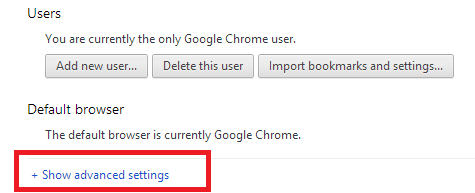 Users
You are currently the only Google Chrome user.
Add new user... Delete this user Import bookmarks and settings...
Default browser
The default browser is currently Google Chrome.
+ Show advanced settings